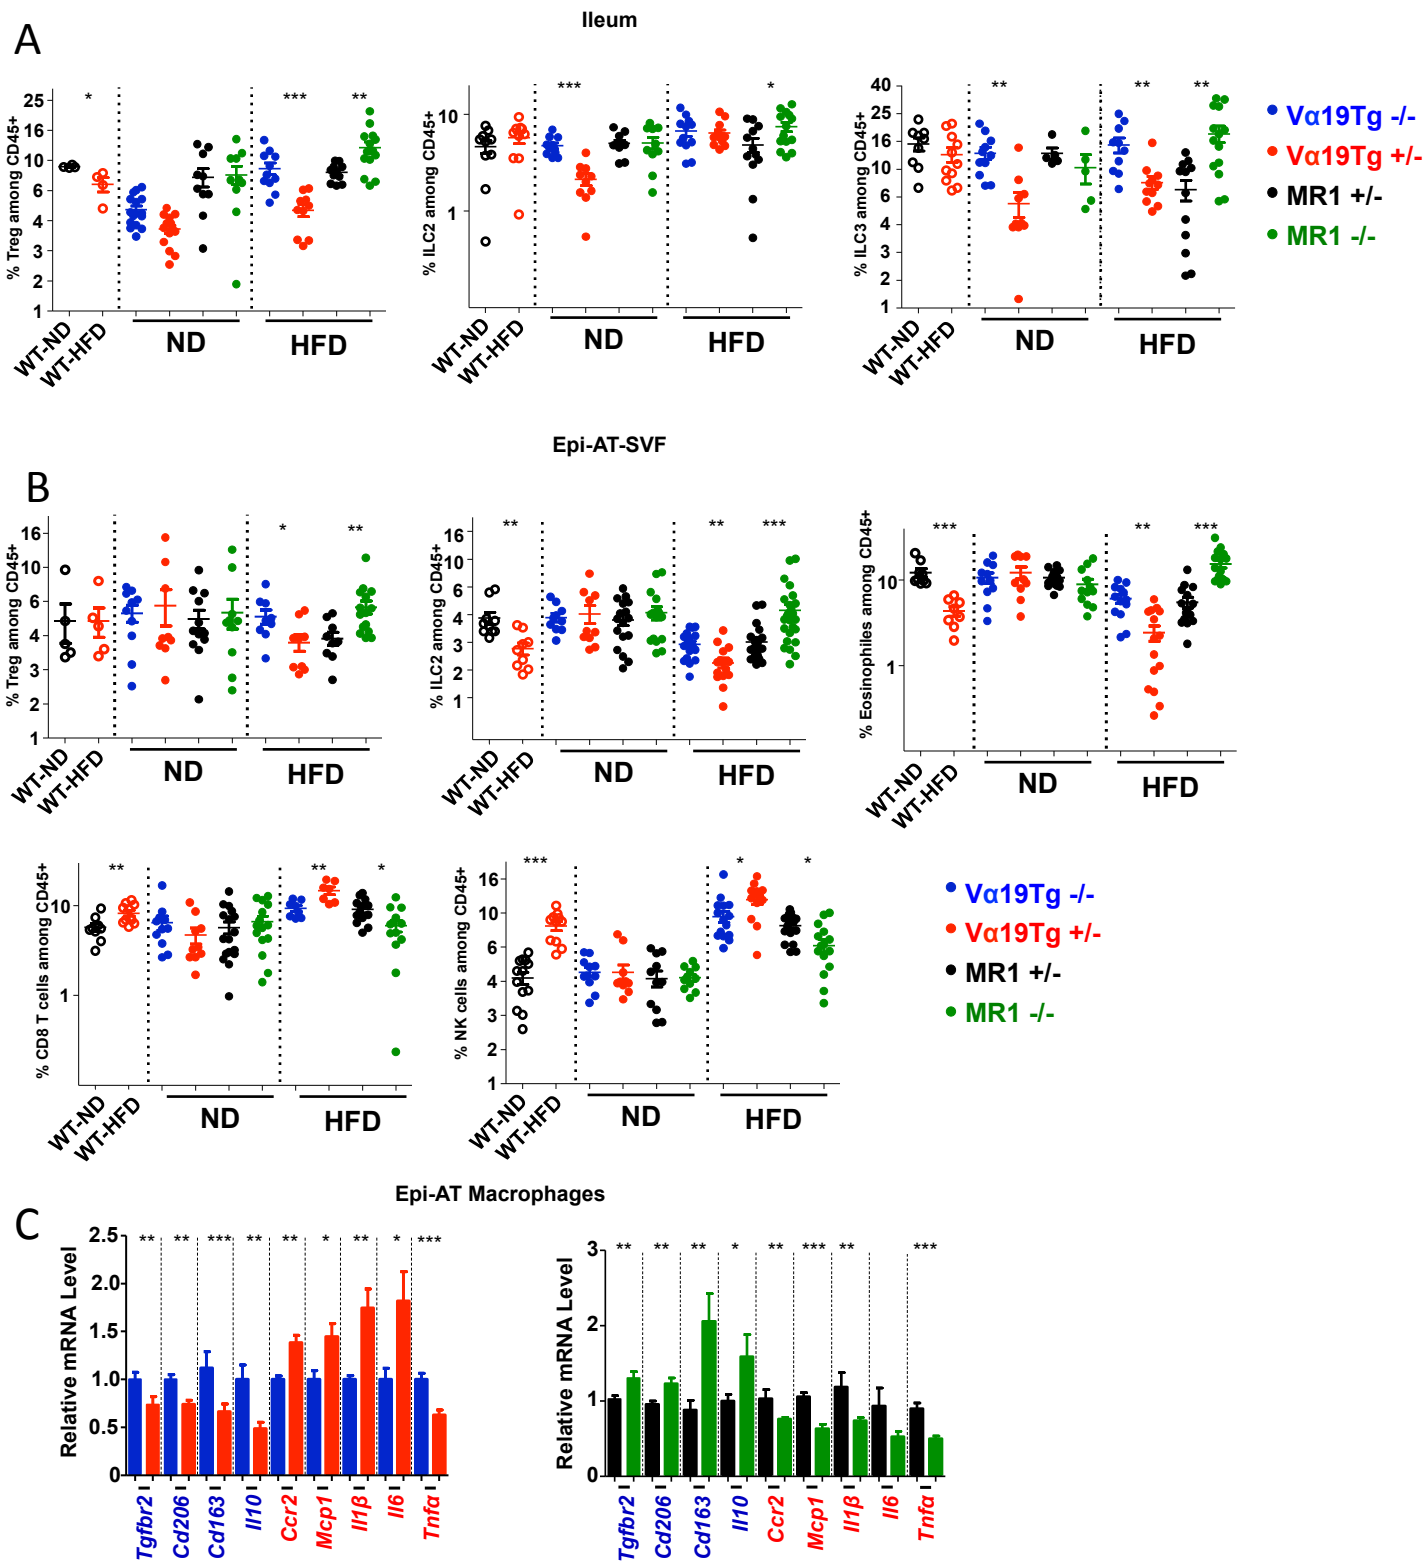 Ileum
A
% Treg among CD45+
25
16
10
6
4
3
2
1
* *** **
WT-ND
WT-HFD
ND
HFD
% ILC2 among CD45+
10
1
*** *
WT-ND
WT-HFD
ND
HFD
% ILC3 among CD45+
40
25
16
10
6
4
3
2
1
** ** **
WT-ND
WT-HFD
ND
HFD
Vα19Tg -/-
Vα19Tg +/-
MR1 +/-
MR1 -/-
Epi-AT-SVF
B
% Treg among CD45+
16
10
6
4
3
2
1
* **
WT-ND
WT-HFD
ND
HFD
% ILC2 among CD45+
16
10
6
4
3
2
1
** ** ***
WT-ND
WT-HFD
ND
HFD
% Eosinophiles among CD45+
10
1
*** ** ***
WT-ND
WT-HFD
ND
HFD
% CD8 T cells among CD45+
10
1
** ** *
WT-ND
WT-HFD
ND
HFD
% NK cells among CD45+
16
10
6
4
3
2
1
*** * *
WT-ND
WT-HFD
ND
HFD
Vα19Tg -/-
Vα19Tg +/-
MR1 +/-
MR1 -/-
Epi-AT Macrophages
C
Relative mRNA Level
2.5
2.0
1.5
1.0
0.5
0
** ** *** ** ** * ** * ***
Tgfbr2
Cd206
Cd163
Il10
Ccr2
Mcp1
Il1β
Il6
Tnfα
Relative mRNA Level
3
2
1
0
** ** ** * ** *** ** ***
Tgfbr2
Cd206
Cd163
Il10
Ccr2
Mcp1
Il1β
Il6
Tnfα